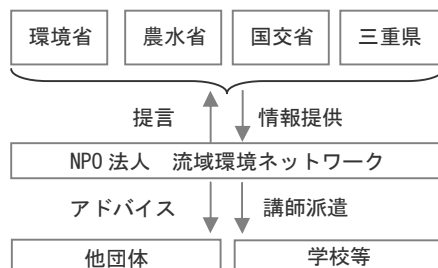 環境省 農水省 国交省 三重県
提言 情報提供
NPO法人 流域環境ネットワーク
アドバイス 講師派遣
他団体 学校等